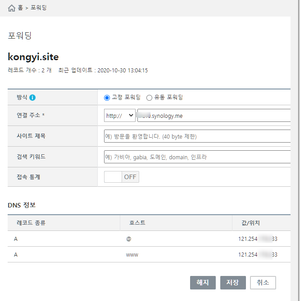 홈 > 포워딩
포워딩
kongyi.site
레코드 개수 : 2 개 최근 업데이트 : 2020-10-30 13:04:15
방식 고정 포워딩 유동 포워딩
연결 주소 * http:// .synology.me
사이트 제목 예) 방문을 환영합니다. (40 byte 제한)
검색 키워드 예) 가비아, gabia, 도메인, domain, 인프라
접속 통계 OFF
DNS 정보
레코드 종류 호스트 값/위치
A @ 121.254 33
A www 121.254 33
해지 저장 취소